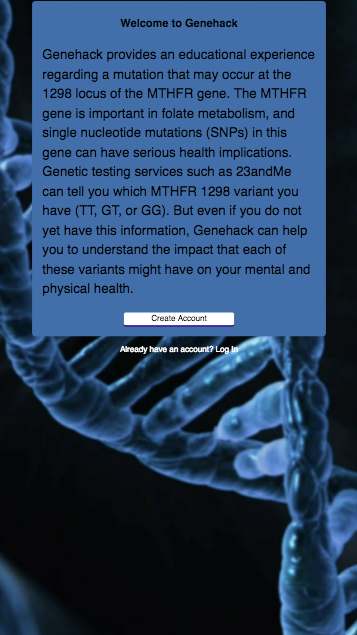 Welcome to Genehack
Genehack provides an educational experience
regarding a mutation that may occur at the
1298 locus of the MTHFR gene. The MTHFR
gene is important in folate metabolism, and
single nucleotide mutations (SNPs) in this
gene can have serious health implications.
Genetic testing services such as 23andMe
can tell you which MTHFR 1298 variant you
have (TT, GT, or GG). But even if you do not
yet have this information, Genehack can help
you to understand the impact that each of
these variants might have on your mental and
physical health.
Create Account
Already have an account? Log In